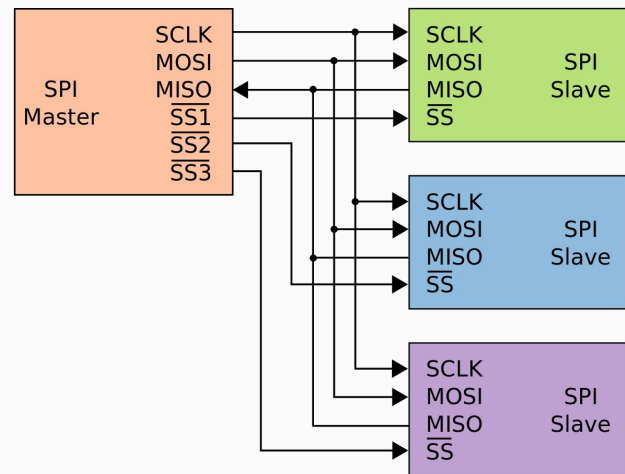 SCLK
MOSI
MISO
SS1
SS2
SS3
SPI
Master
SCLK
MOSI
MISO
SS
SPI
Slave
SCLK
MOSI
MISO
SS
SPI
Slave
SCLK
MOSI
MISO
SS
SPI
Slave